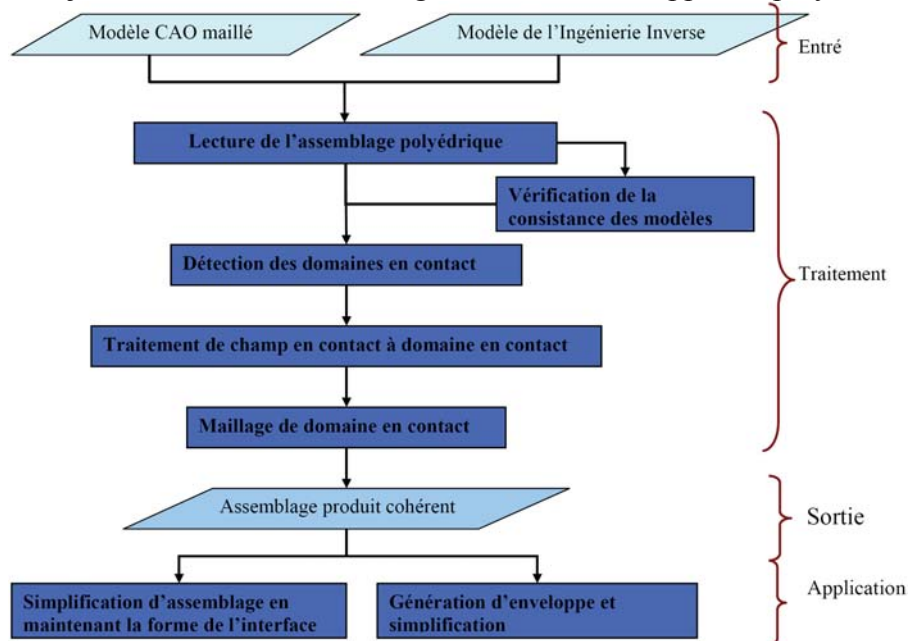 Modèle CAO maillé
Modèle de l'Ingénierie Inverse
Entré
Lecture de l'assemblage polyédrique
Vérification de la
consistance des modèles
Détection des domaines en contact
Traitement
Traitement de champ en contact à domaine en contact
Maillage de domaine en contact
Assemblage produit cohérent
Sortie
Simplification d'assemblage en
maintenant la forme de l'interface
Génération d'enveloppe et
simplification
Application